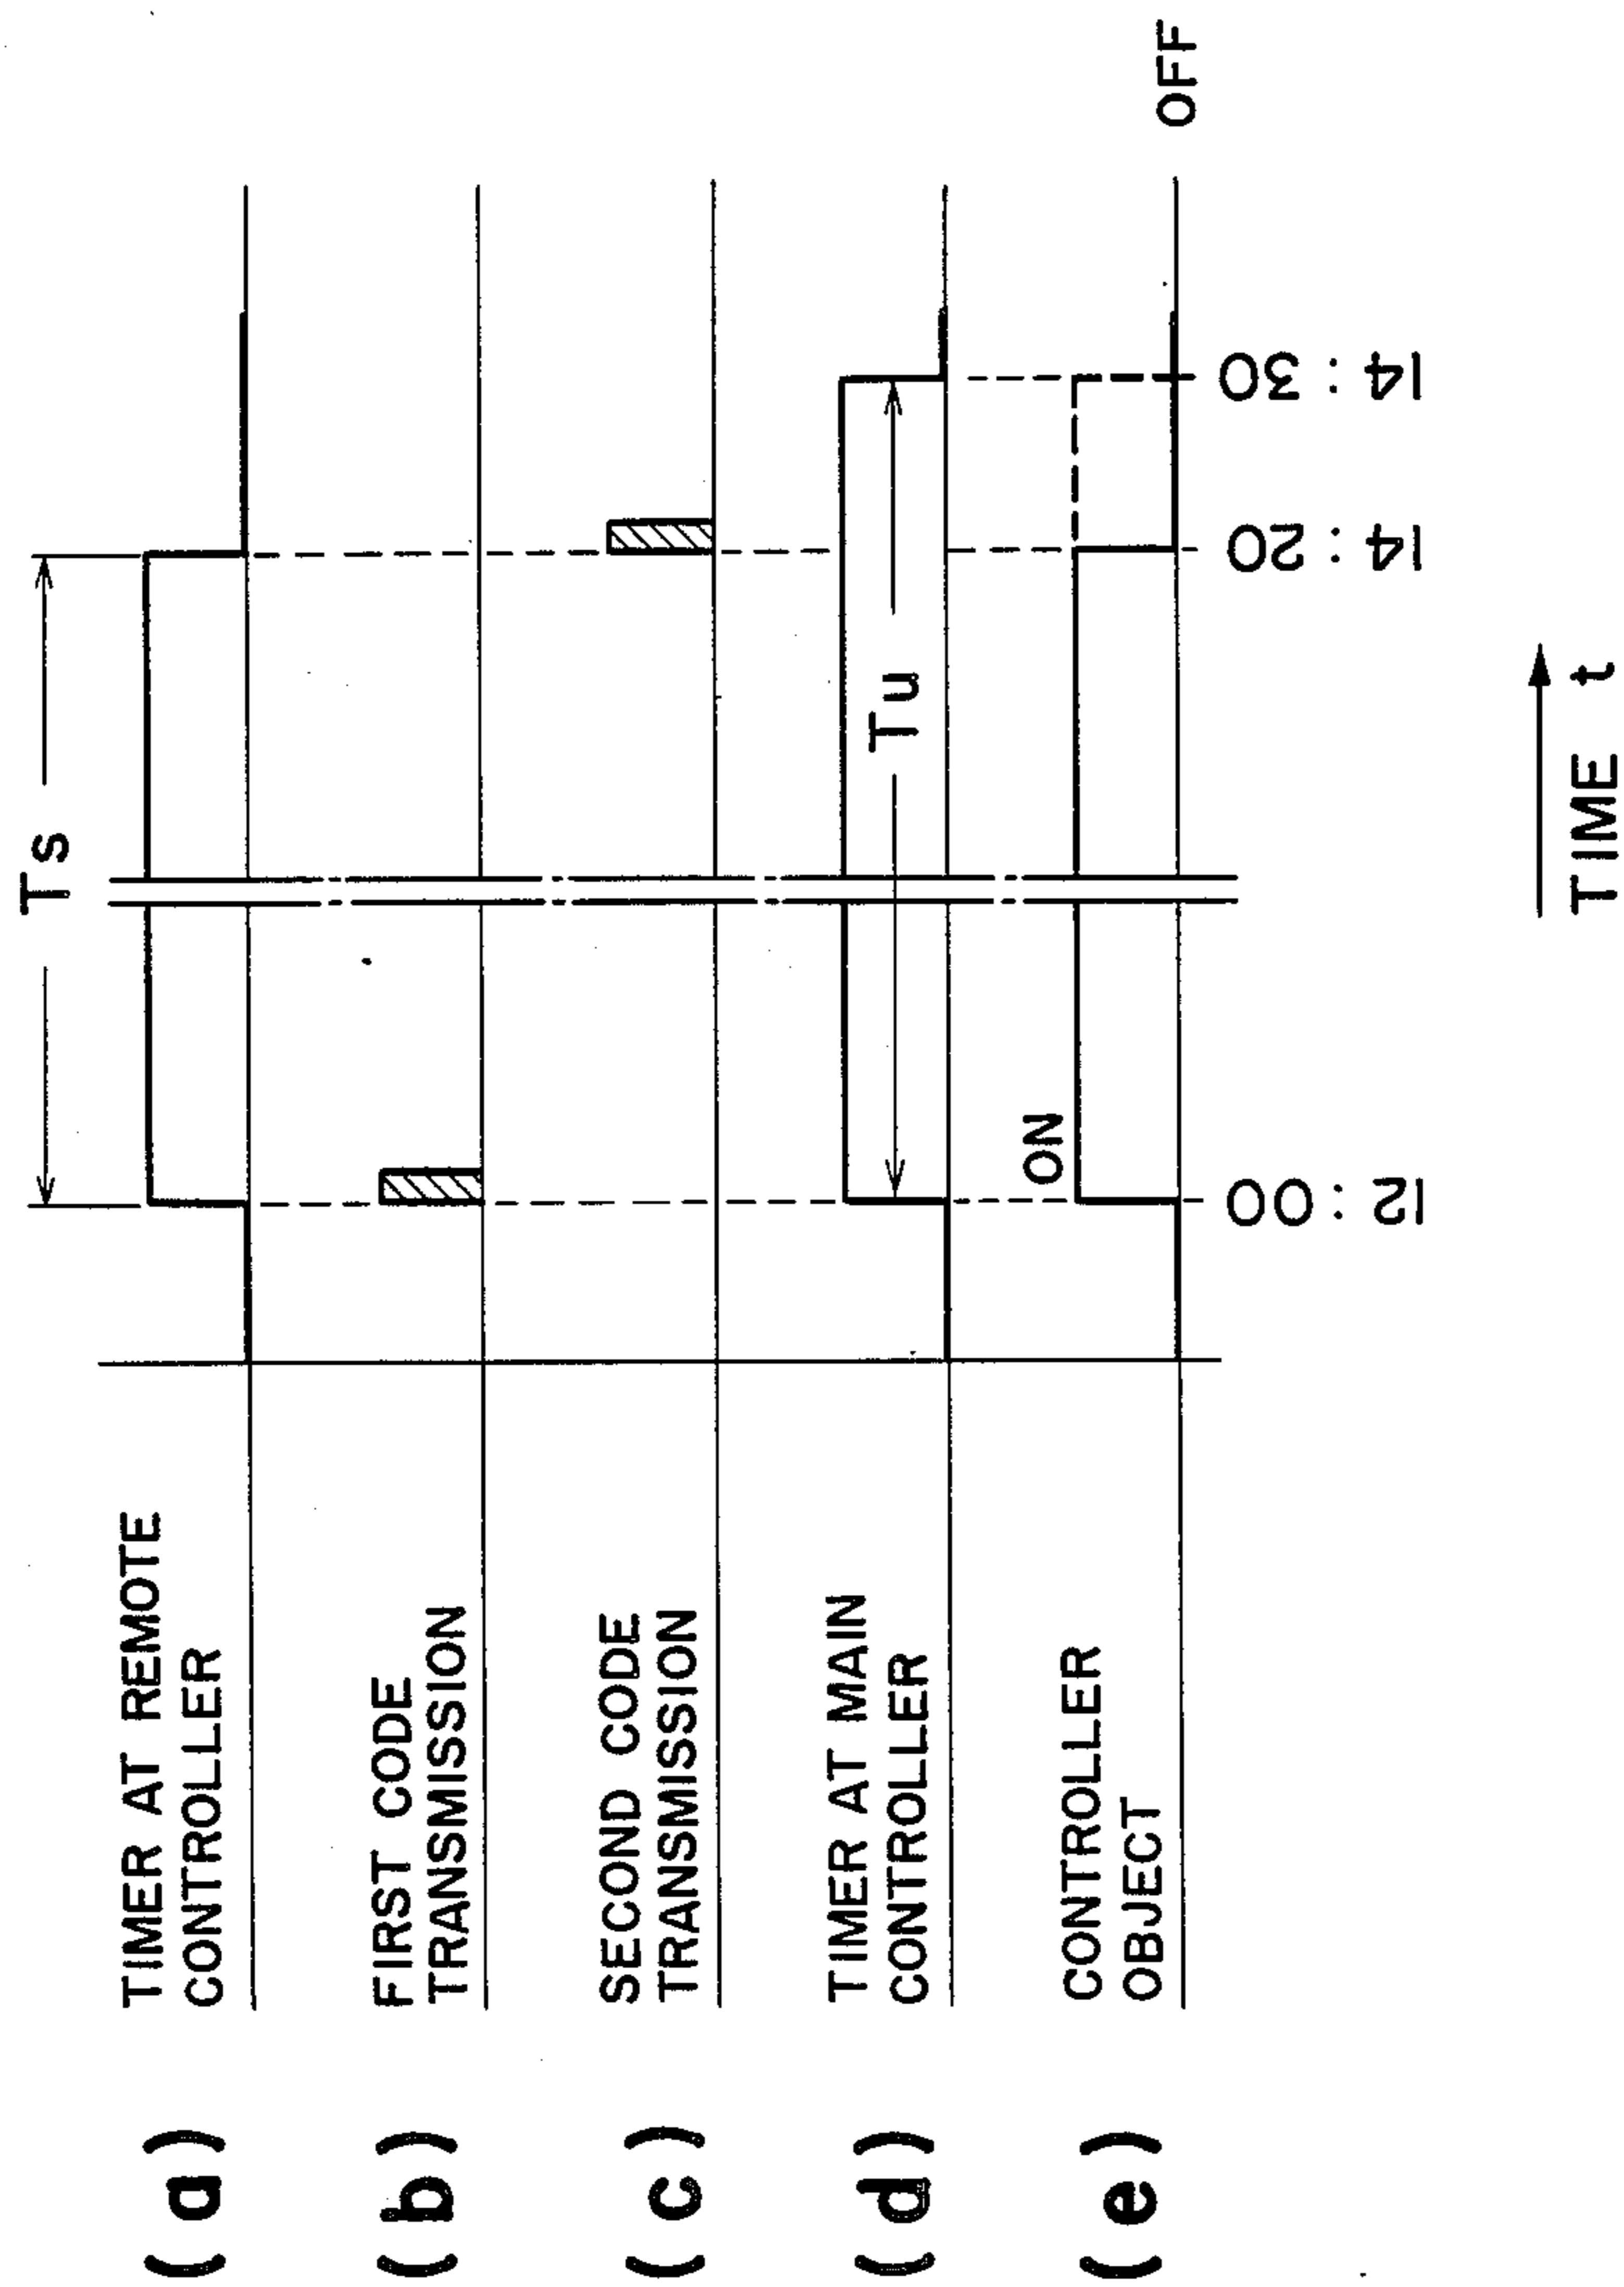 Ts
(a) TIMER AT REMOTE
CONTROLLER
(b) FIRST CODE
TRANSMISSION
(c) SECOND CODE
TRANSMISSION
(d) TIMER AT MAIN
CONTROLLER
Tu
(e) CONTROLLER
OBJECT
ON
OFF
12:00
14:20
14:30
TIME t